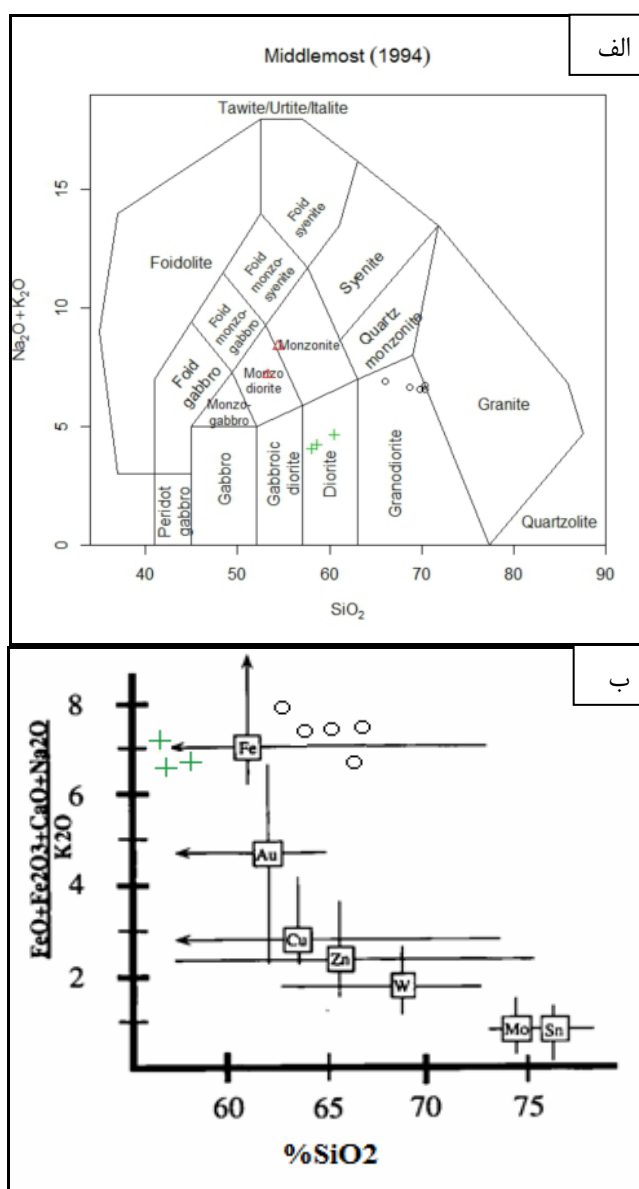 الف
Middlemost (1994)
Tawite/Urtite/Italite
Foid
syenite
Foidolite
Foid
monzo-
syenite
Syenite
Foid
monzo-
gabbro
Monzonite
Quartz
monzonite
Foid
gabbro
Monzo
diorite
Monzo-
gabbro
Granite
Peridot
gabbro
Gabbro
Gabbroic
diorite
Diorite
Granodiorite
Quartzolite
Na2O + K2O
0
5
10
15
40 50 60 70 80 90
SiO2
ب
FeO+Fe2O3+CaO+Na2O
K2O
8
6
4
2
Fe
Au
Cu
Zn
W
Mo Sn
60 65 70 75
%SiO2